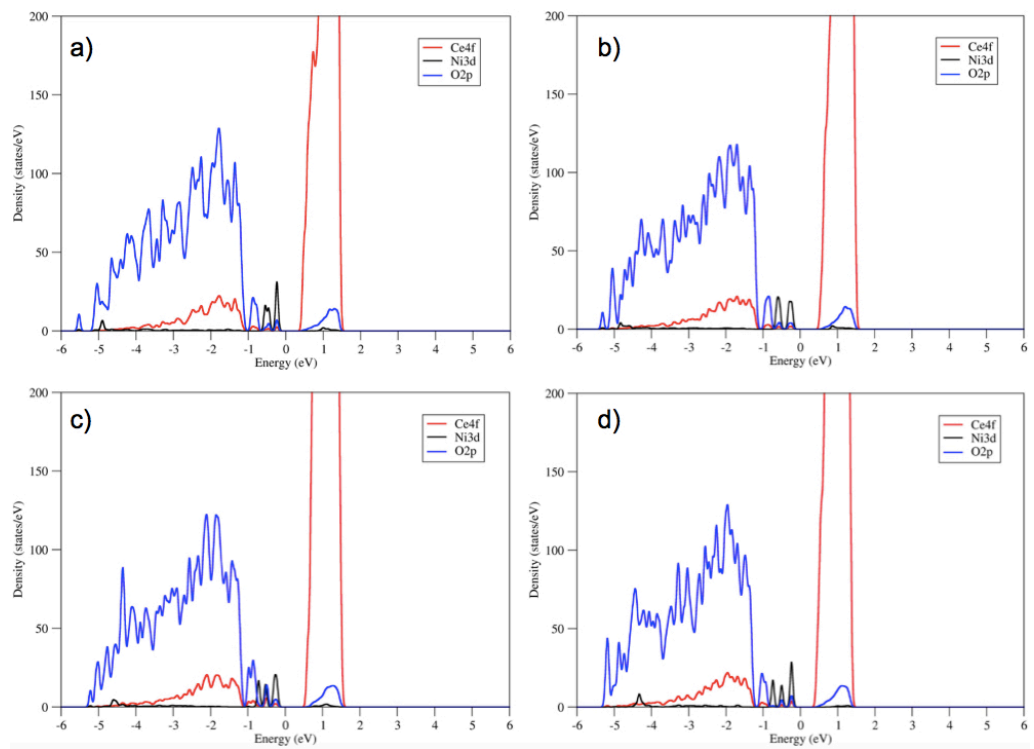 a)
200
150
100
50
0
Density (states/eV)
Ce4f
Ni3d
O2p
-6 -5 -4 -3 -2 -1 0 1 2 3 4 5 6
Energy (eV)
b)
200
150
100
50
0
Density (states/eV)
Ce4f
Ni3d
O2p
-6 -5 -4 -3 -2 -1 0 1 2 3 4 5 6
Energy (eV)
c)
200
150
100
50
0
Density (states/eV)
Ce4f
Ni3d
O2p
-6 -5 -4 -3 -2 -1 0 1 2 3 4 5 6
Energy (eV)
d)
200
150
100
50
0
Density (states/eV)
Ce4f
Ni3d
O2p
-6 -5 -4 -3 -2 -1 0 1 2 3 4 5 6
Energy (eV)